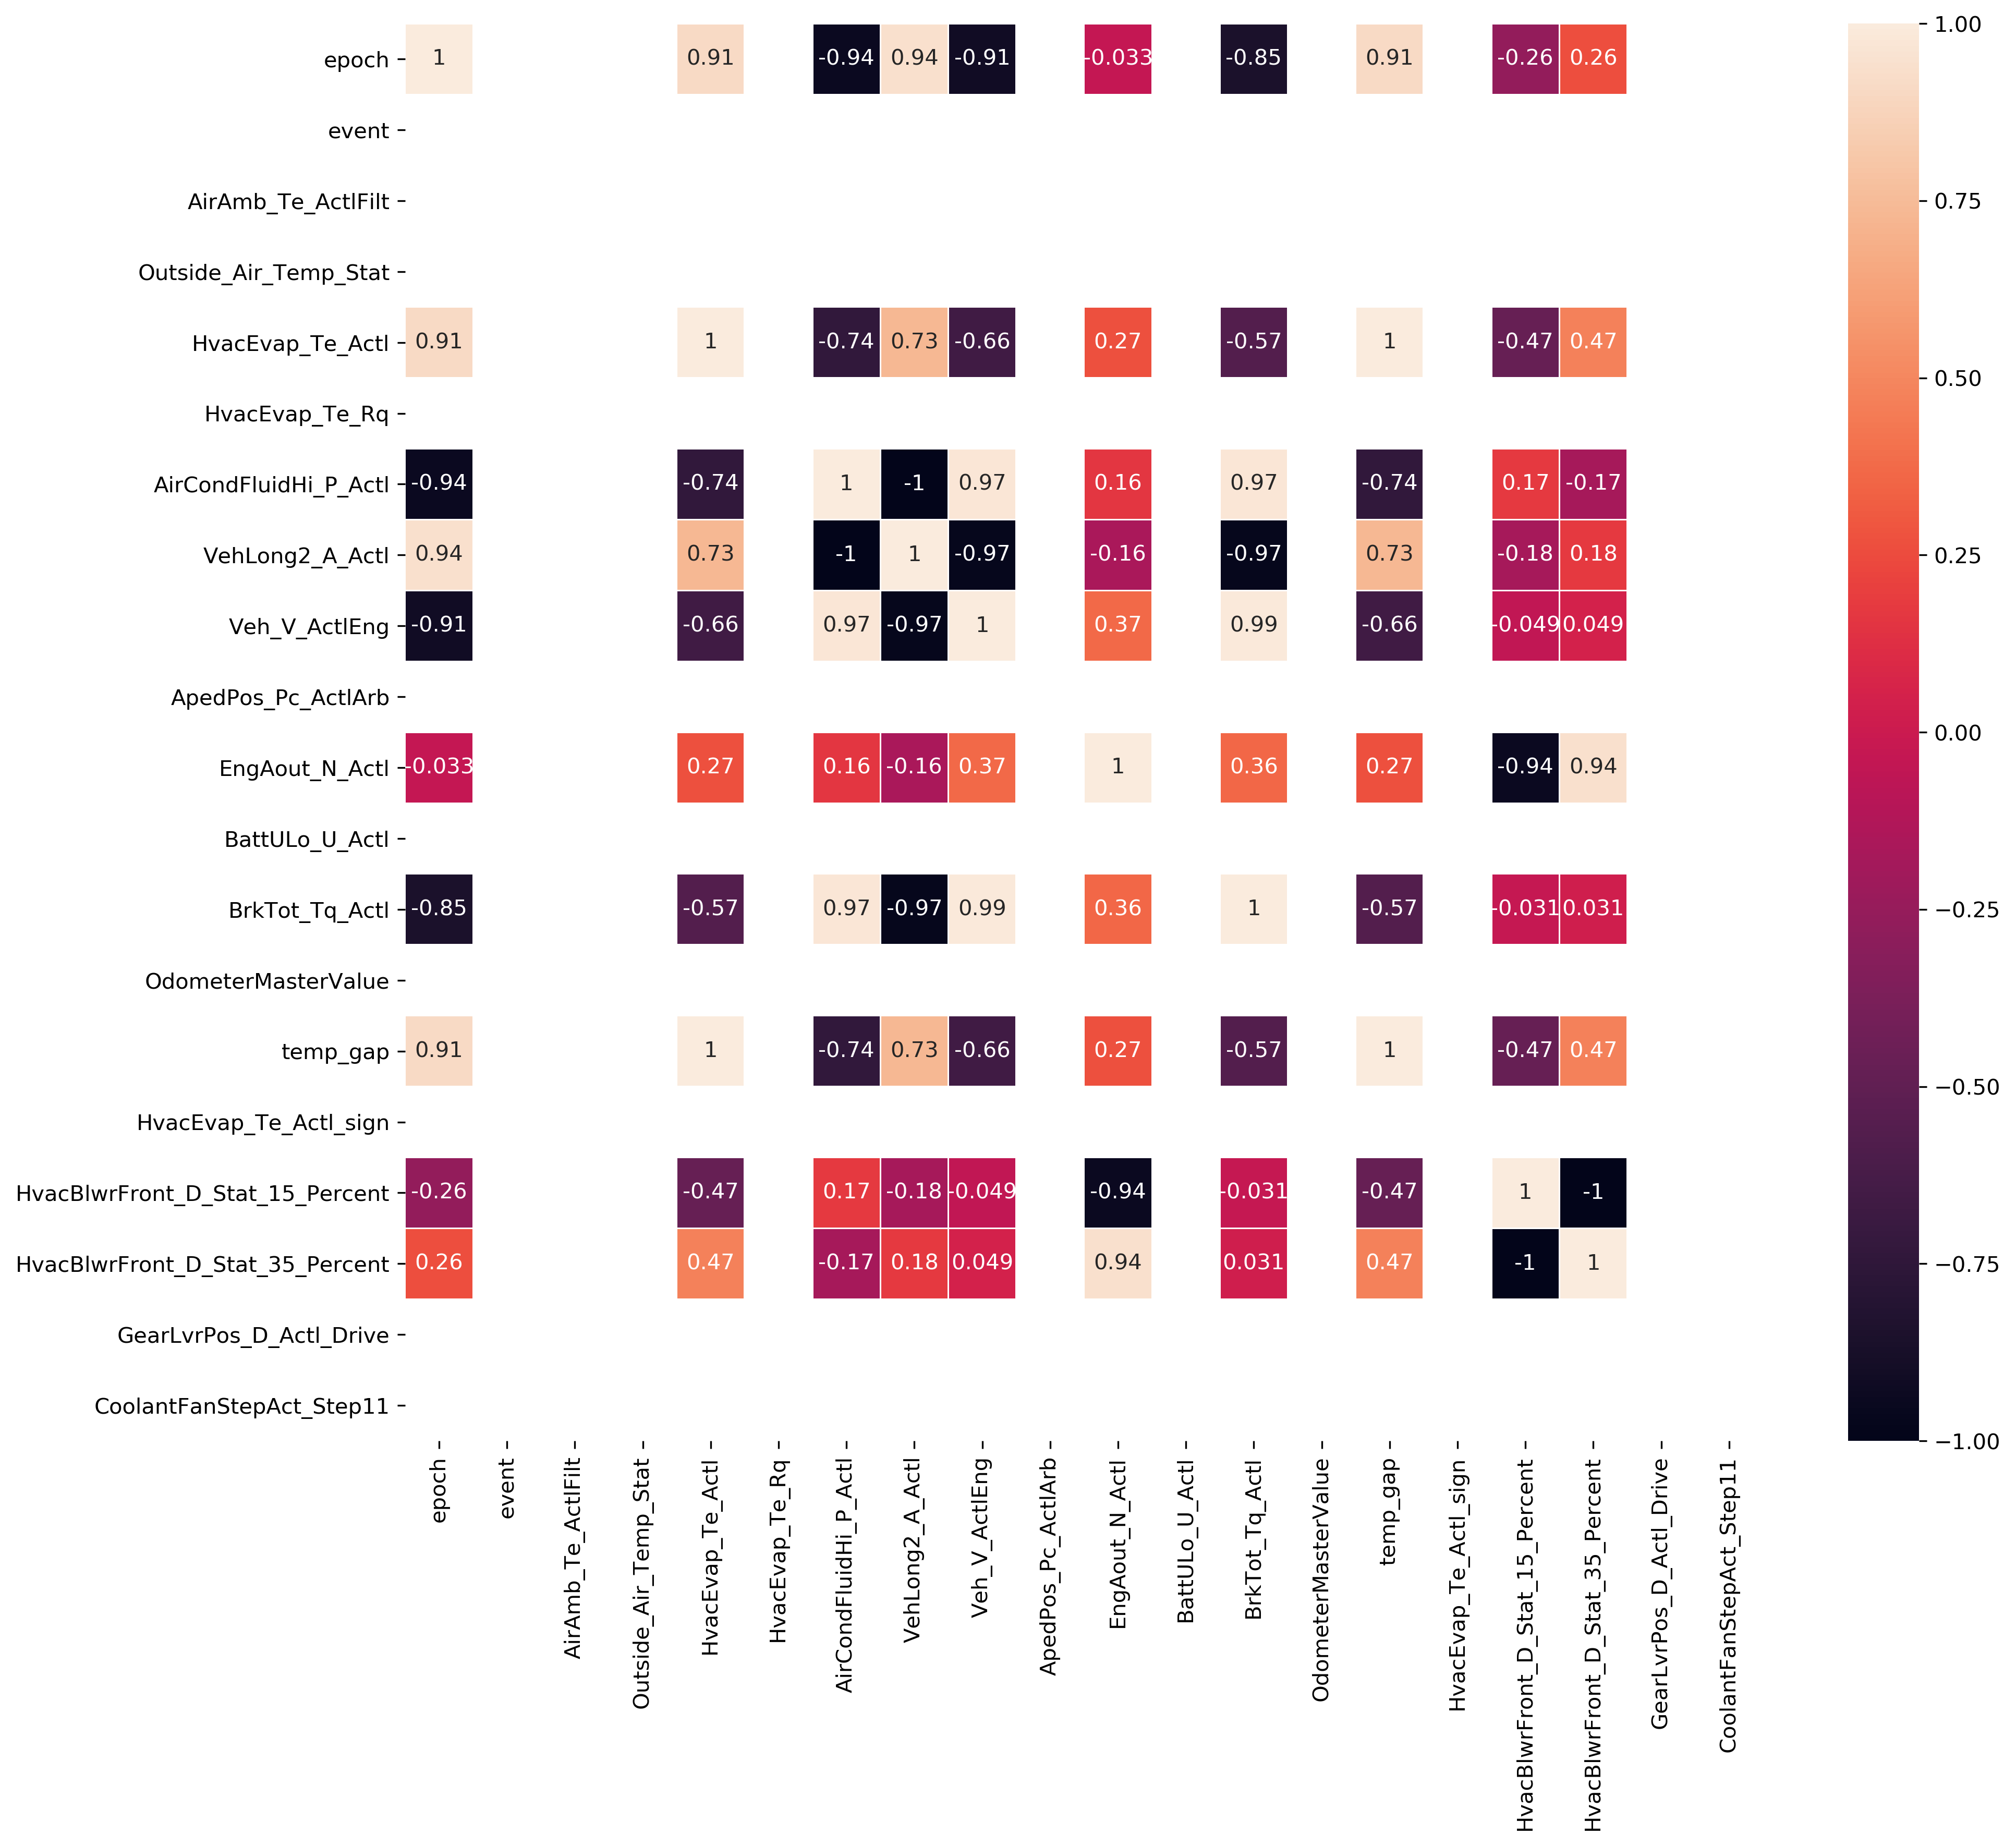 epoch 1 0.91 -0.94 0.94 -0.91 -0.033 -0.85 0.91 -0.26 0.26
event
AirAmb_Te_ActlFilt
Outside_Air_Temp_Stat
HvacEvap_Te_Actl 0.91 1 -0.74 0.73 -0.66 0.27 -0.57 1 -0.47 0.47
HvacEvap_Te_Rq
AirCondFluidHi_P_Actl -0.94 -0.74 1 -1 0.97 0.16 0.97 -0.74 0.17 -0.17
VehLong2_A_Actl 0.94 0.73 -1 1 -0.97 -0.16 -0.97 0.73 -0.18 0.18
Veh_V_ActlEng -0.91 -0.66 0.97 -0.97 1 0.37 0.99 -0.66 -0.049 0.049
ApedPos_Pc_ActlArb
EngAout_N_Actl -0.033 0.27 0.16 -0.16 0.37 1 0.36 0.27 -0.94 0.94
BattULo_U_Actl
BrkTot_Tq_Actl -0.85 -0.57 0.97 -0.97 0.99 0.36 1 -0.57 -0.031 0.031
OdometerMasterValue
temp_gap 0.91 1 -0.74 0.73 -0.66 0.27 -0.57 1 -0.47 0.47
HvacEvap_Te_Actl_sign
HvacBlwrFront_D_Stat_15_Percent -0.26 -0.47 0.17 -0.18 -0.049 -0.94 -0.031 -0.47 1 -1
HvacBlwrFront_D_Stat_35_Percent 0.26 0.47 -0.17 0.18 0.049 0.94 0.031 0.47 -1 1
GearLvrPos_D_Actl_Drive
CoolantFanStepAct_Step11
epoch
event
AirAmb_Te_ActlFilt
Outside_Air_Temp_Stat
HvacEvap_Te_Actl
HvacEvap_Te_Rq
AirCondFluidHi_P_Actl
VehLong2_A_Actl
Veh_V_ActlEng
ApedPos_Pc_ActlArb
EngAout_N_Actl
BattULo_U_Actl
BrkTot_Tq_Actl
OdometerMasterValue
temp_gap
HvacEvap_Te_Actl_sign
HvacBlwrFront_D_Stat_15_Percent
HvacBlwrFront_D_Stat_35_Percent
GearLvrPos_D_Actl_Drive
CoolantFanStepAct_Step11
1.00
0.75
0.50
0.25
0.00
−0.25
−0.50
−0.75
−1.00